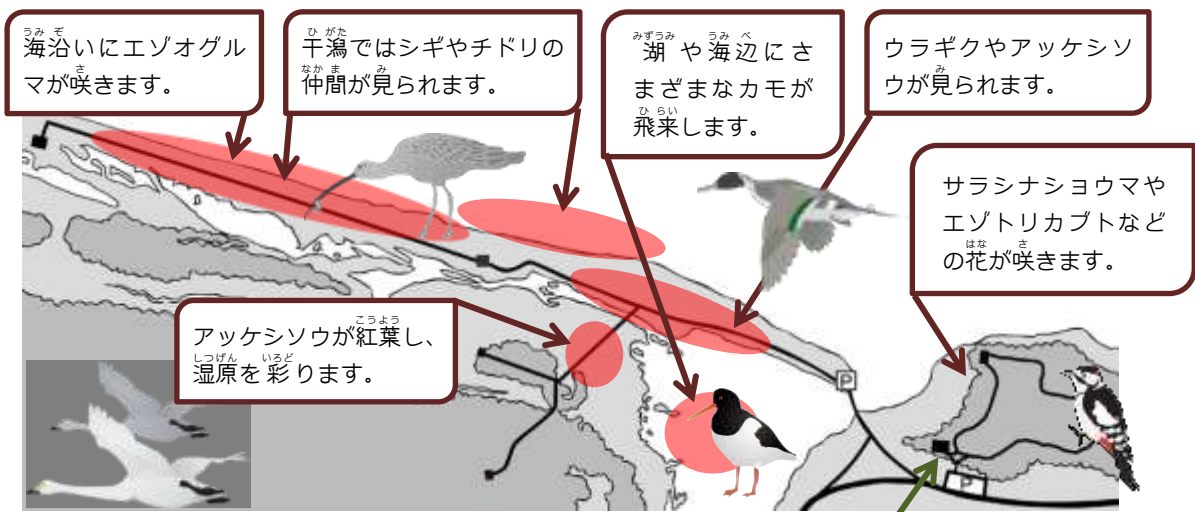 海沿いにエゾオグル
マが咲きます。
干潟ではシギやチドリの
仲間が見られます。
湖や海辺にさ
まざまなカモが
飛来します。
ウラギクやアッケシソ
ウが見られます。
サラシナショウマや
エゾトリカブトなど
の花が咲きます。
アッケシソウが紅葉し、
湿原を彩ります。
P
P